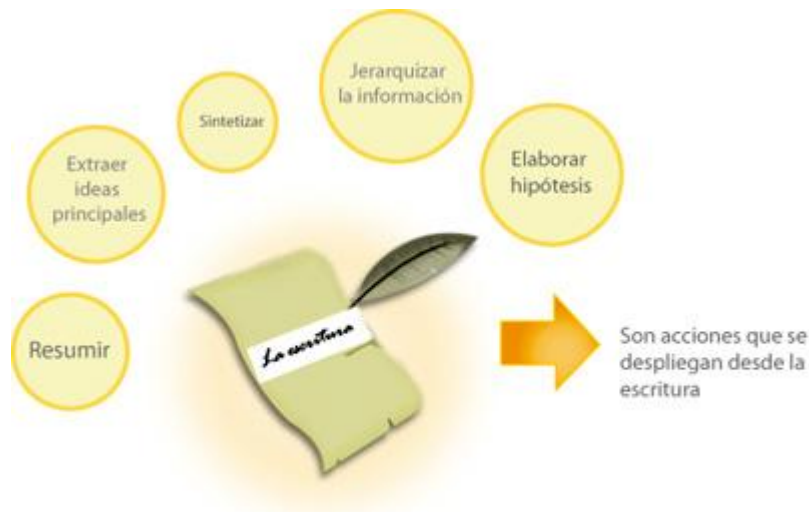 Resumir
Extraer
ideas
principales
Sintetizar
Jerarquizar
la información
Elaborar
hipótesis
La escritura
Son acciones que se
despliegan desde la
escritura